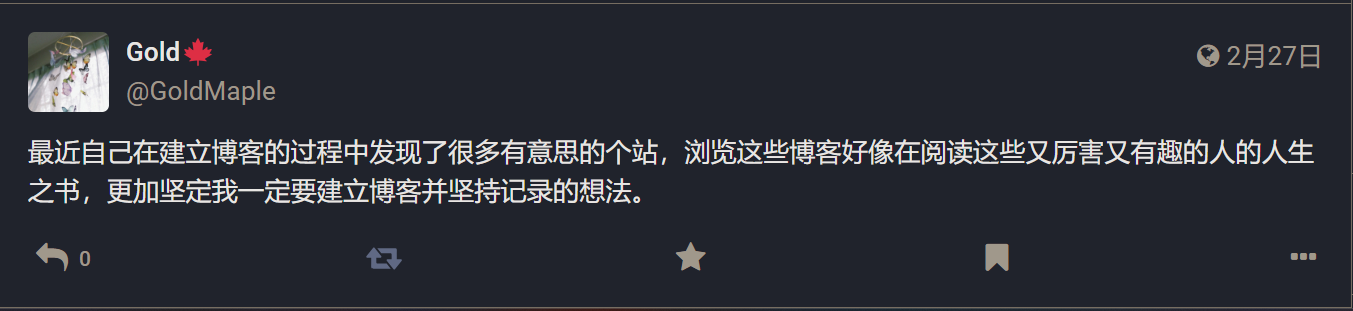 Gold🍁
2月27日
@GoldMaple
最近自己在建立博客的过程中发现了很多有意思的个站，浏览这些博客好像在阅读这些又厉害又有趣的人的人生
之书，更加坚定我一定要建立博客并坚持记录的想法。
0